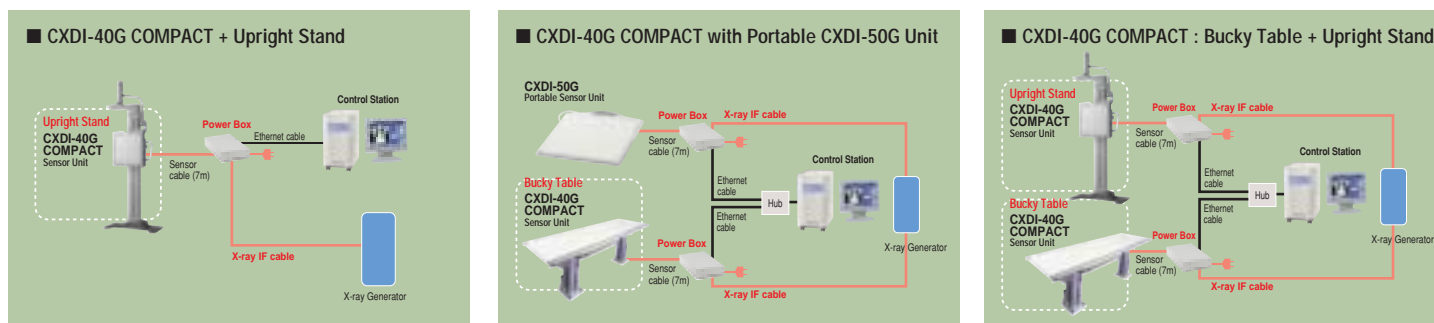 ■ CXDI-40G COMPACT + Upright Stand
Upright Stand
CXDI-40G
COMPACT
Sensor Unit
Sensor
cable (7m)
Power Box
Ethernet cable
Control Station
X-ray IF cable
X-ray Generator
■ CXDI-40G COMPACT with Portable CXDI-50G Unit
CXDI-50G
Portable Sensor Unit
Power Box
X-ray IF cable
Sensor
cable (7m)
Control Station
Ethernet
cable
Hub
Ethernet
cable
Bucky Table
CXDI-40G
COMPACT
Sensor Unit
Power Box
Sensor
cable (7m)
X-ray IF cable
X-ray Generator
■ CXDI-40G COMPACT : Bucky Table + Upright Stand
Upright Stand
CXDI-40G
COMPACT
Sensor Unit
Power Box
X-ray IF cable
Sensor
cable (7m)
Control Station
Ethernet
cable
Hub
Ethernet
cable
Bucky Table
CXDI-40G
COMPACT
Sensor Unit
Power Box
Sensor
cable (7m)
X-ray IF cable
X-ray Generator